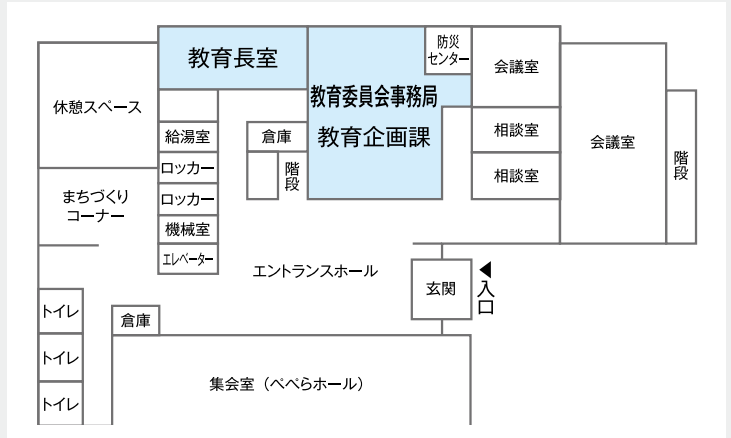 教育長室
防災
センター
会議室
休憩スペース
教育委員会事務局
教育企画課
給湯室
倉庫
相談室
会議室
ロッカー
階段
相談室
階段
まちづくり
コーナー
ロッカー
機械室
エレベーター
エントランスホール
玄関
入口
トイレ
倉庫
トイレ
集会室（ぺぺらホール）
トイレ